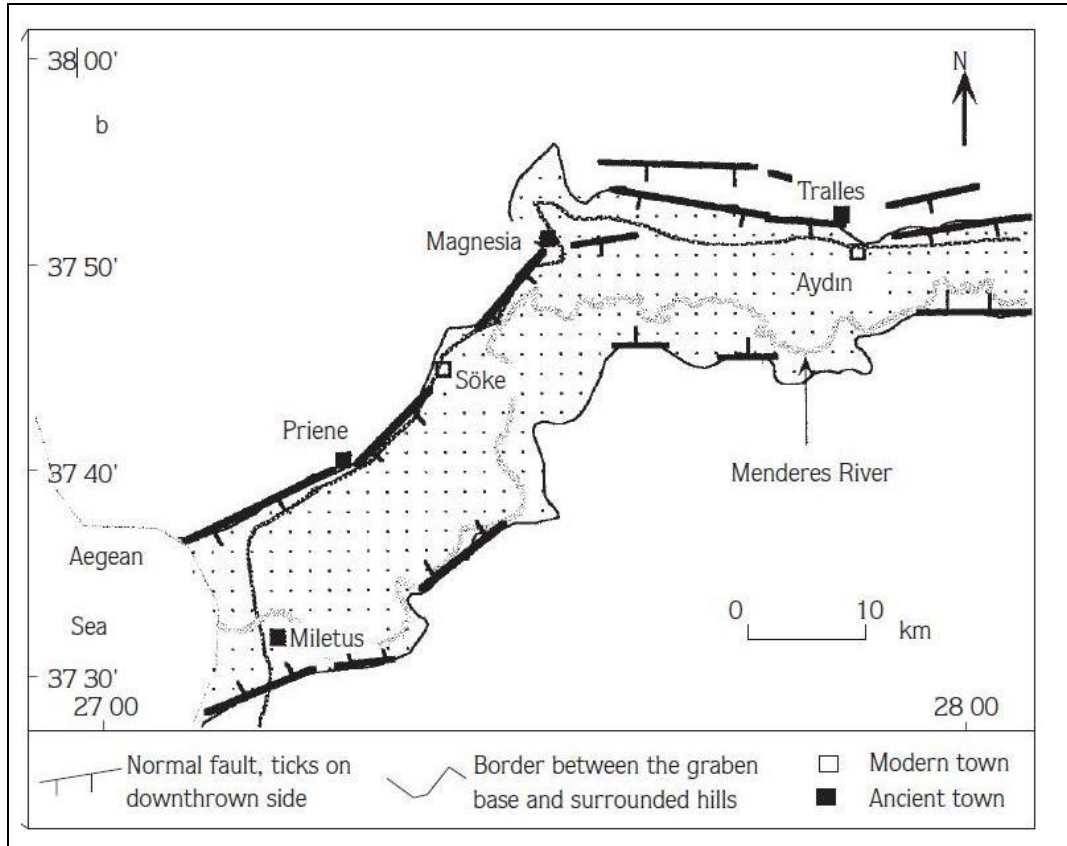 38 00'
b
N
Tralles
Magnesia
37 50'
Aydın
Söke
Priene
37 40'
Menderes River
Aegean
Sea
0 10
km
Miletus
37 30'
27 00
28 00
Normal fault, ticks on
downthrown side
Border between the graben
base and surrounded hills
Modern town
Ancient town